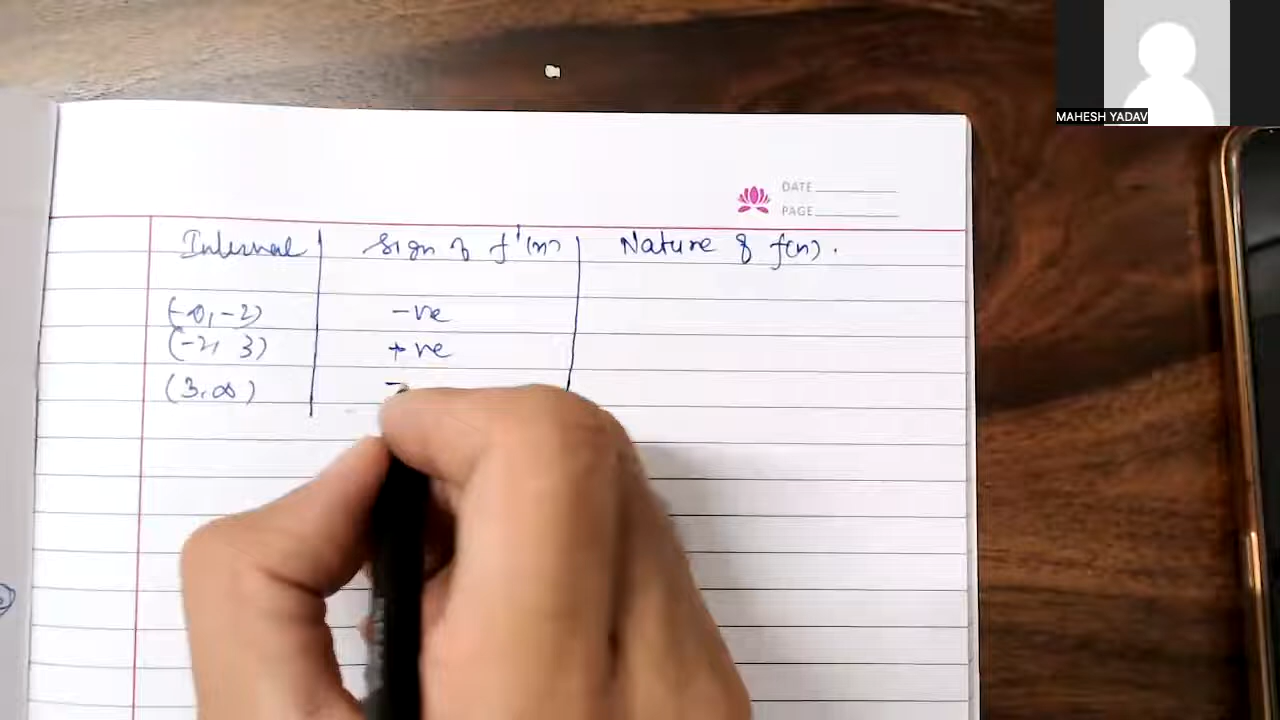 MAHESH YADAV
DATE
PAGE
Interval Sign of f'(x) Nature of f(x).
(-∞, -2) -ve
(-2, 3) +ve
(3, ∞) -